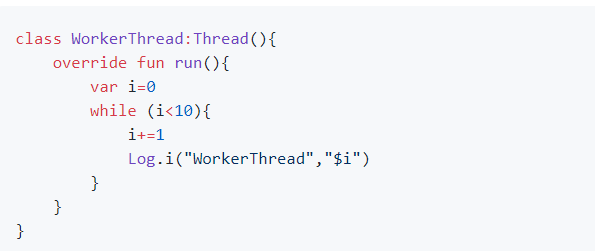 class WorkerThread:Thread(){
    override fun run(){
        var i=0
        while (i<10){
            i+=1
            Log.i("WorkerThread","$i")
        }
    }
}